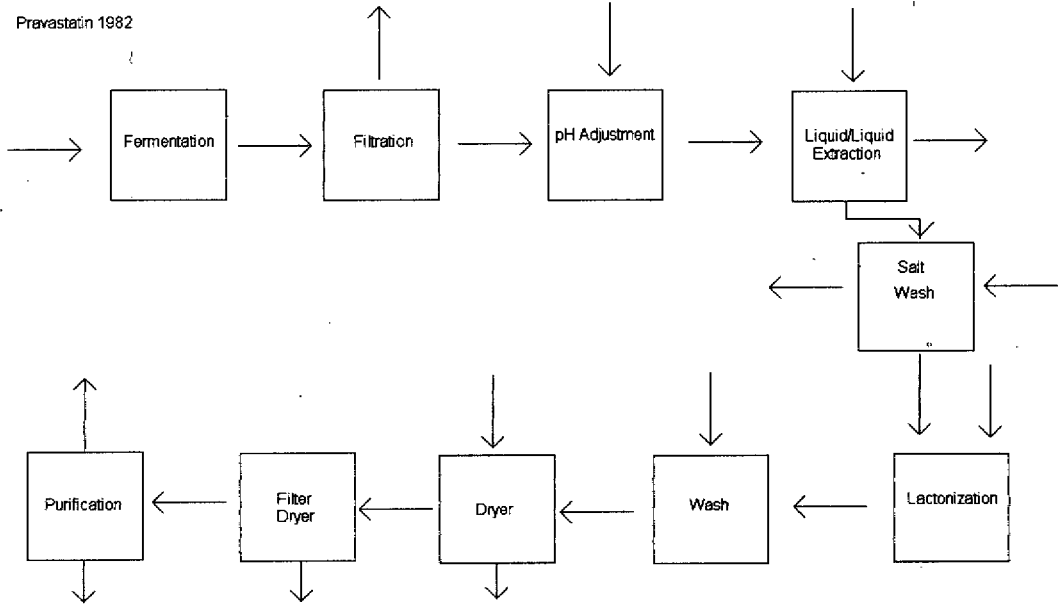 Pravastatin 1982
Fermentation
Filtration
pH Adjustment
Liquid/Liquid
Extraction
Salt
Wash
Purification
Filter
Dryer
Dryer
Wash
Lactonization